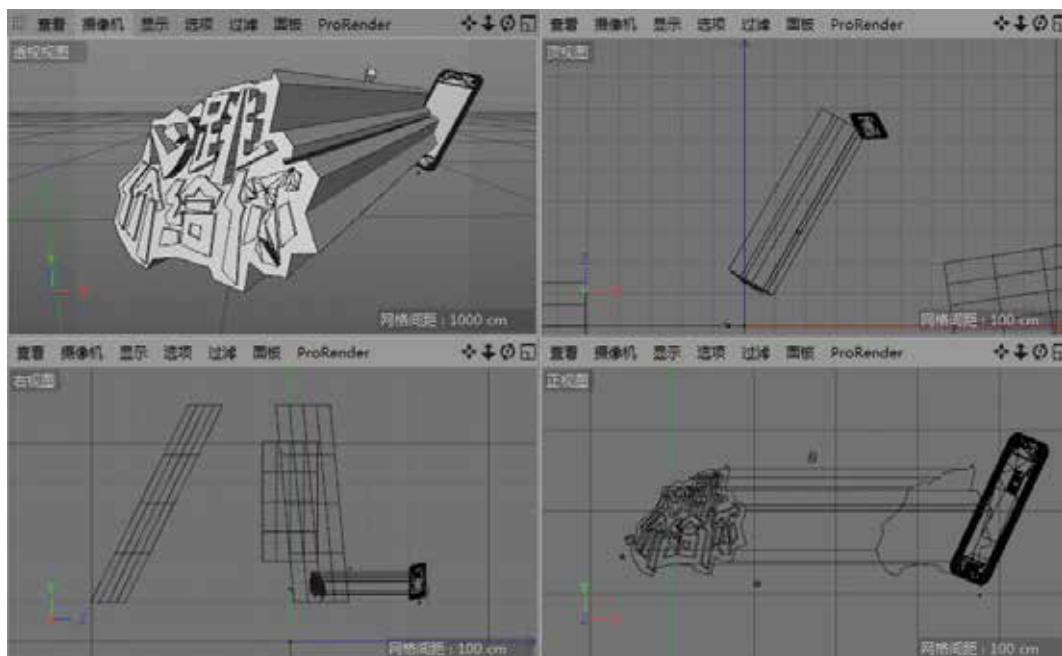 查看 摄像机 显示 选项 过滤 面板 ProRender
透视视图
网格间距 : 1000 cm
查看 摄像机 显示 选项 过滤 面板 ProRender
顶视图
网格间距 : 100 cm
查看 摄像机 显示 选项 过滤 面板 ProRender
右视图
网格间距 : 100 cm
查看 摄像机 显示 选项 过滤 面板 ProRender
正视图
网格间距 : 100 cm